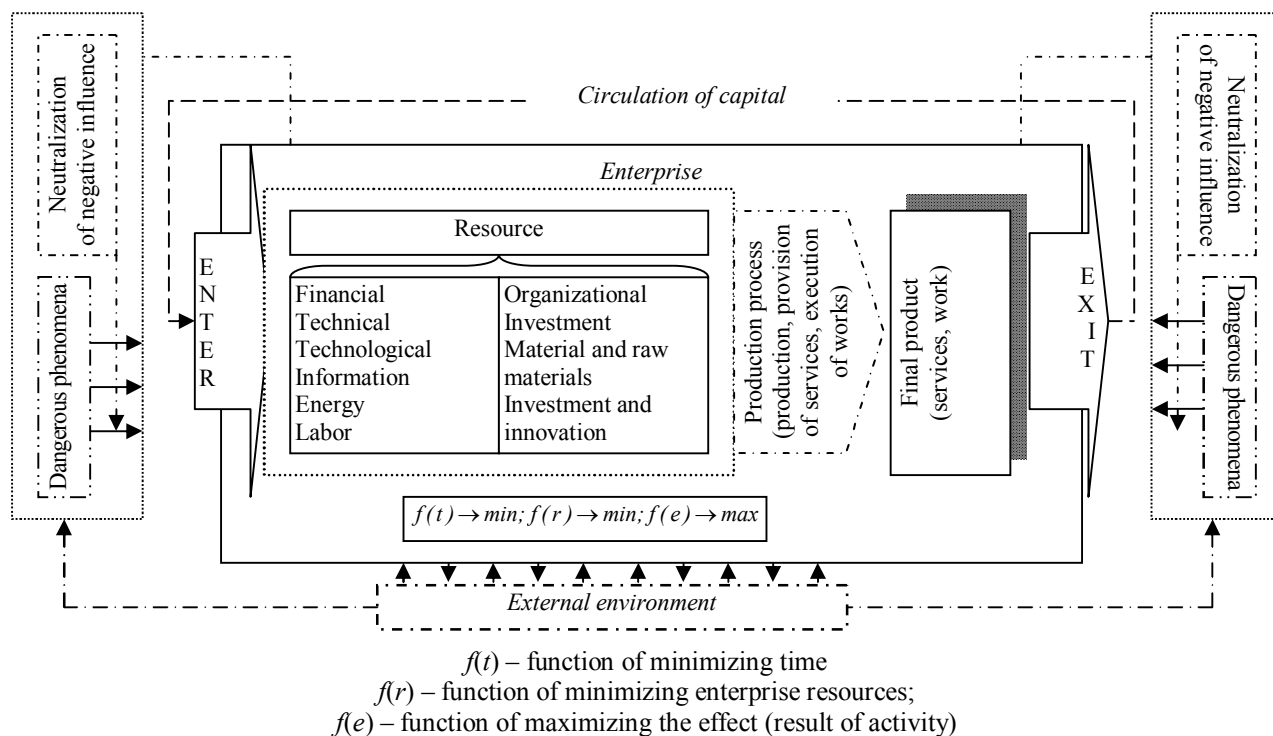 Neutralization
of negative influence
Dangerous phenomena
Circulation of capital
Enterprise
ENTER
Resource
Financial
Technical
Technological
Information
Energy
Labor
Organizational
Investment
Material and raw
materials
Investment and
innovation
Production process
(production, provision
of services, execution
of works)
Final product
(services, work)
EXIT
Neutralization
of negative influence
Dangerous phenomena
f(t)→min; f(r)→min; f(e)→max
External environment
f(t) – function of minimizing time
f(r) – function of minimizing enterprise resources;
f(e) – function of maximizing the effect (result of activity)